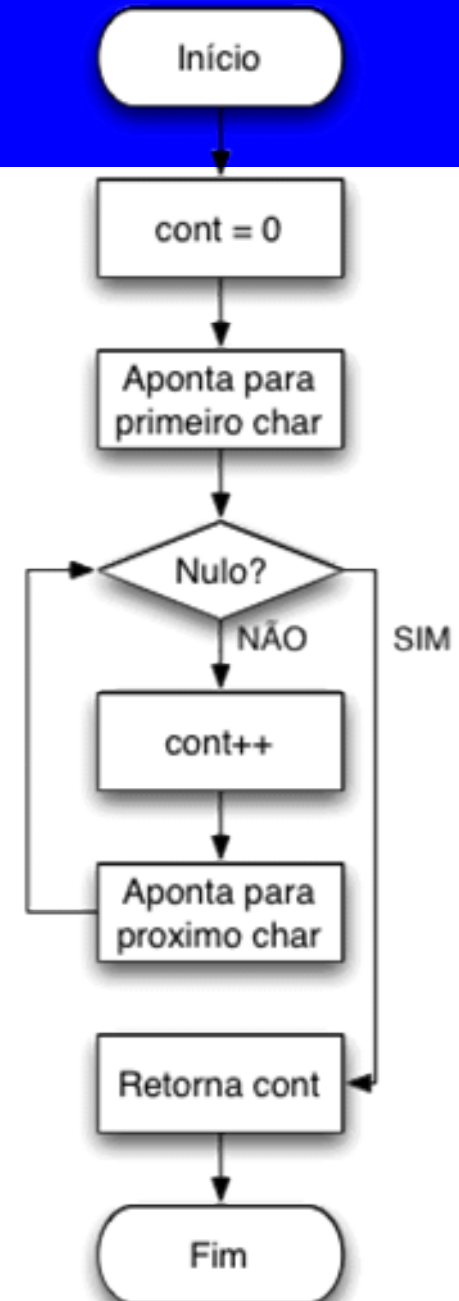 Início
cont = 0
Aponta para
primeiro char
Nulo?
NÃO
SIM
cont++
Aponta para
proximo char
Retorna cont
Fim